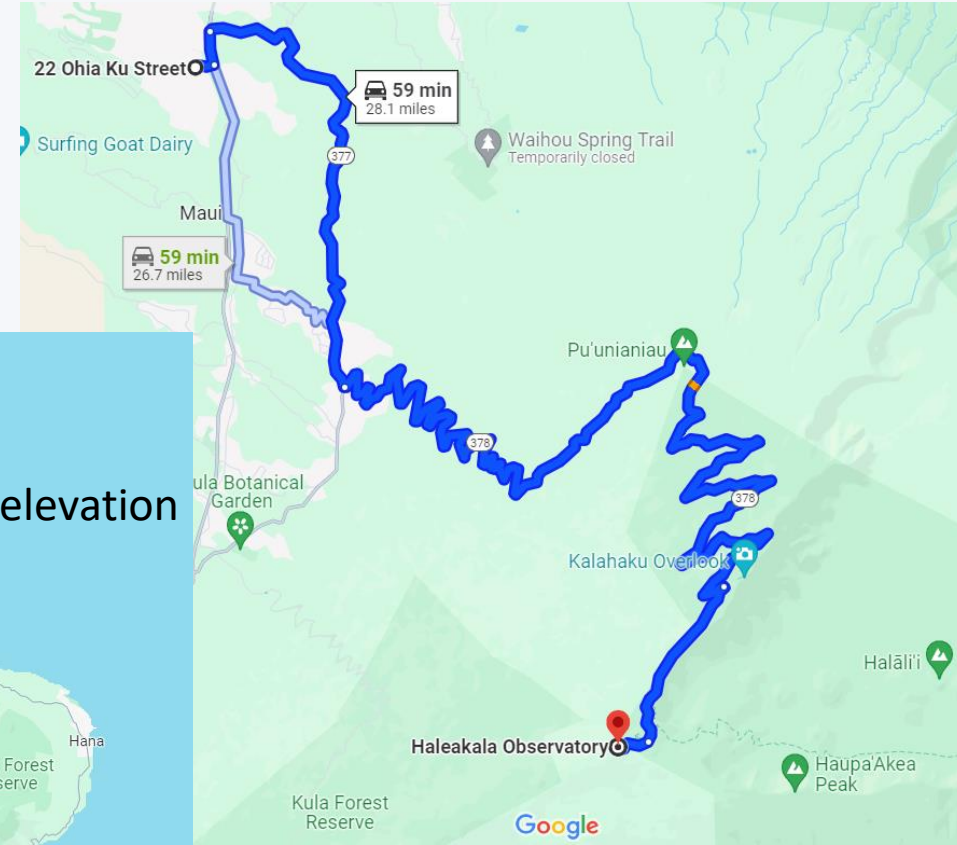 22 Ohia Ku Street
59 min
28.1 miles
377
Surfing Goat Dairy
Waihou Spring Trail
Temporarily closed
Maui
59 min
26.7 miles
Pu'unianiau
378
ula Botanical
Garden
elevation
378
Kalahaku Overlook
Halāli'i
Hana
Forest
serve
Haleakala Observatory
Haupa'Akea
Peak
Kula Forest
Reserve
Google